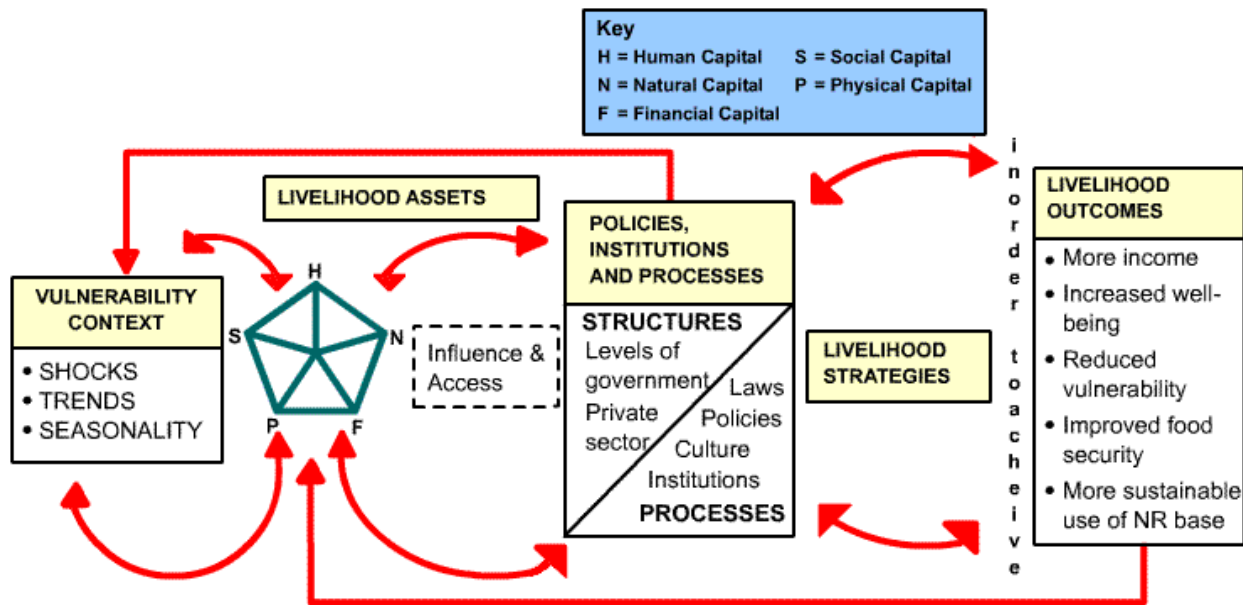 Key
H = Human Capital S = Social Capital
N = Natural Capital P = Physical Capital
F = Financial Capital
LIVELIHOOD ASSETS
H
S
N
P
F
VULNERABILITY
CONTEXT
• SHOCKS
• TRENDS
• SEASONALITY
Influence &
Access
POLICIES,
INSTITUTIONS
AND PROCESSES
STRUCTURES
Levels of
government
Private
sector
Laws
Policies
Culture
Institutions
PROCESSES
LIVELIHOOD
STRATEGIES
inorder toacheive
LIVELIHOOD
OUTCOMES
• More income
• Increased well-
being
• Reduced
vulnerability
• Improved food
security
• More sustainable
use of NR base